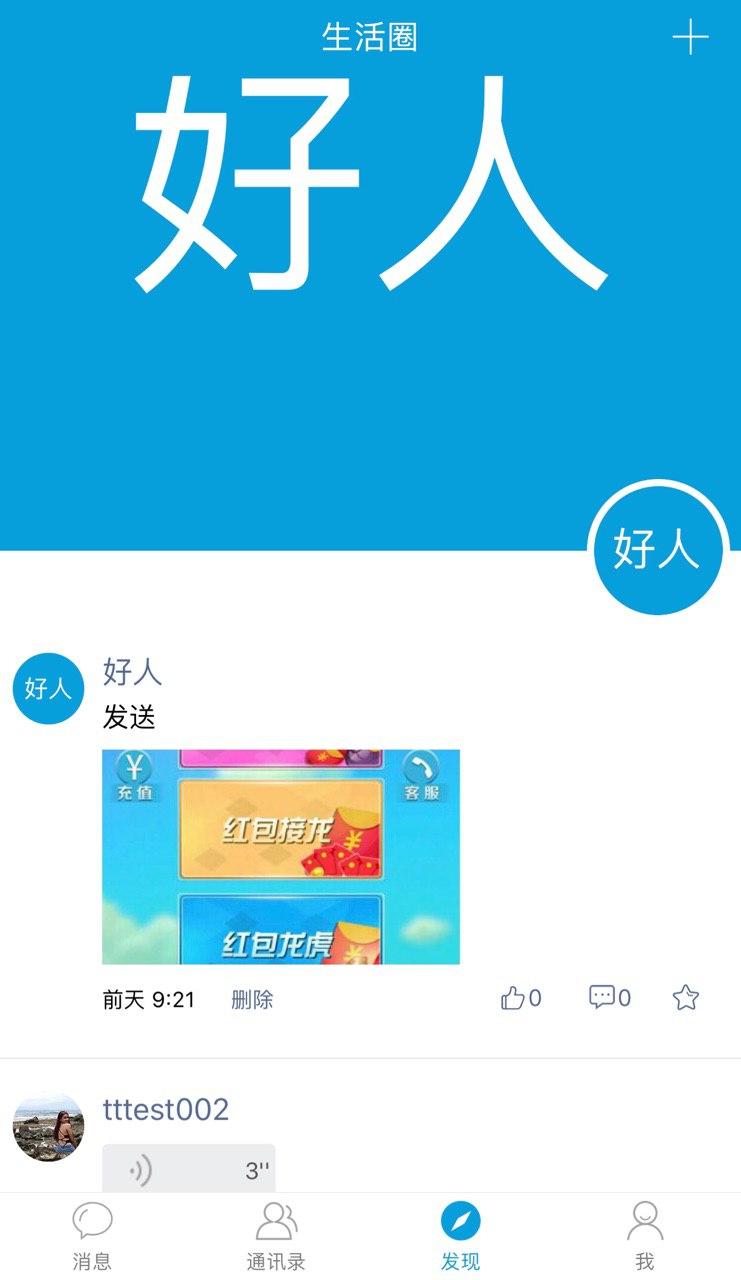 生活圈
好人
好人
好人
好人
发送
¥
充值
客服
红包接龙
¥
红包龙虎
¥
前天 9:21 删除 0 0
tttest002
3''
消息 通讯录 发现 我